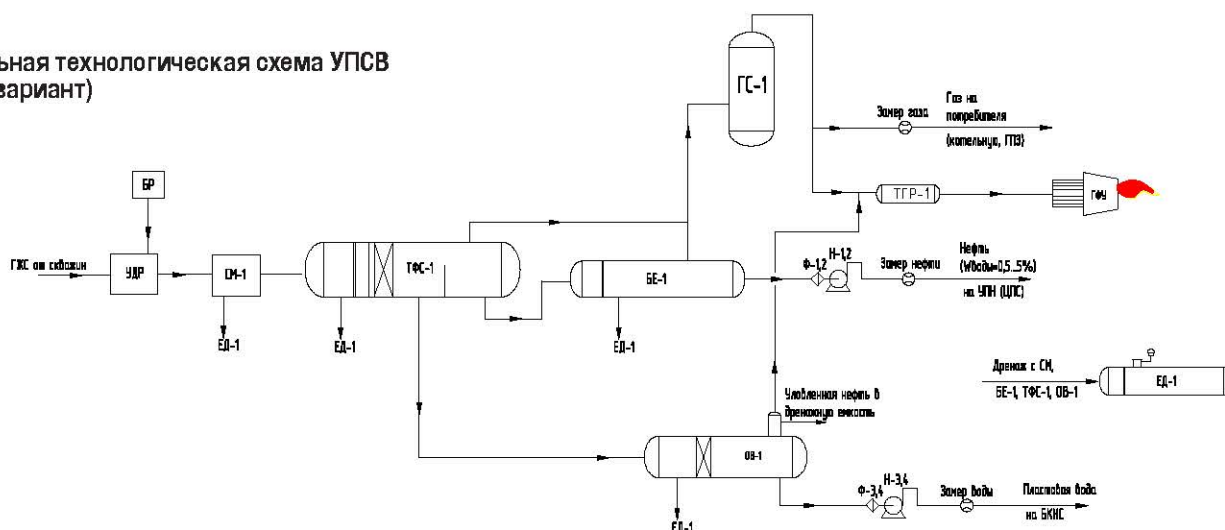 ьная технологическая схема УПСВ
вариант)
ГС-1
Замер газа
Газ на
потребителя
(котельную, ГПЗ)
БР
ТГР-1
ГФУ
ГЖС от скважин
УДР
СМ-1
ТФС-1
БЕ-1
Ф-1,2
Н-1,2
Замер нефти
Нефть
(Wводы=0,5..5%)
на УПН (ЦПС)
ЕД-1
ЕД-1
ЕД-1
Дренаж с СМ,
БЕ-1, ТФС-1, ОВ-1
ЕД-1
Уловленная нефть в
дренажную емкость
ОВ-1
Ф-3,4
Н-3,4
Замер воды
Пластовая вода
на БКНС
ЕД-1